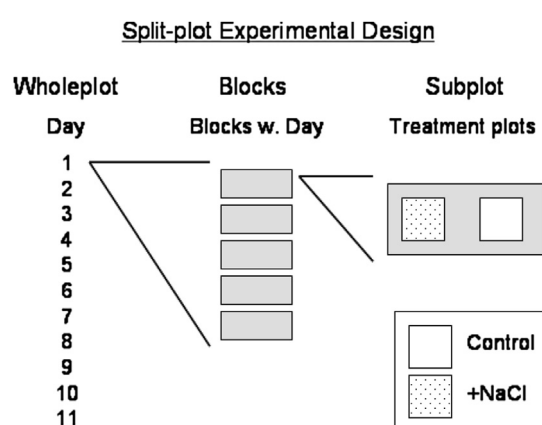 Split-plot Experimental Design
Wholeplot
Blocks
Subplot
Day
Blocks w. Day
Treatment plots
1
2
3
4
5
6
7
8
9
10
11
Control
+NaCl